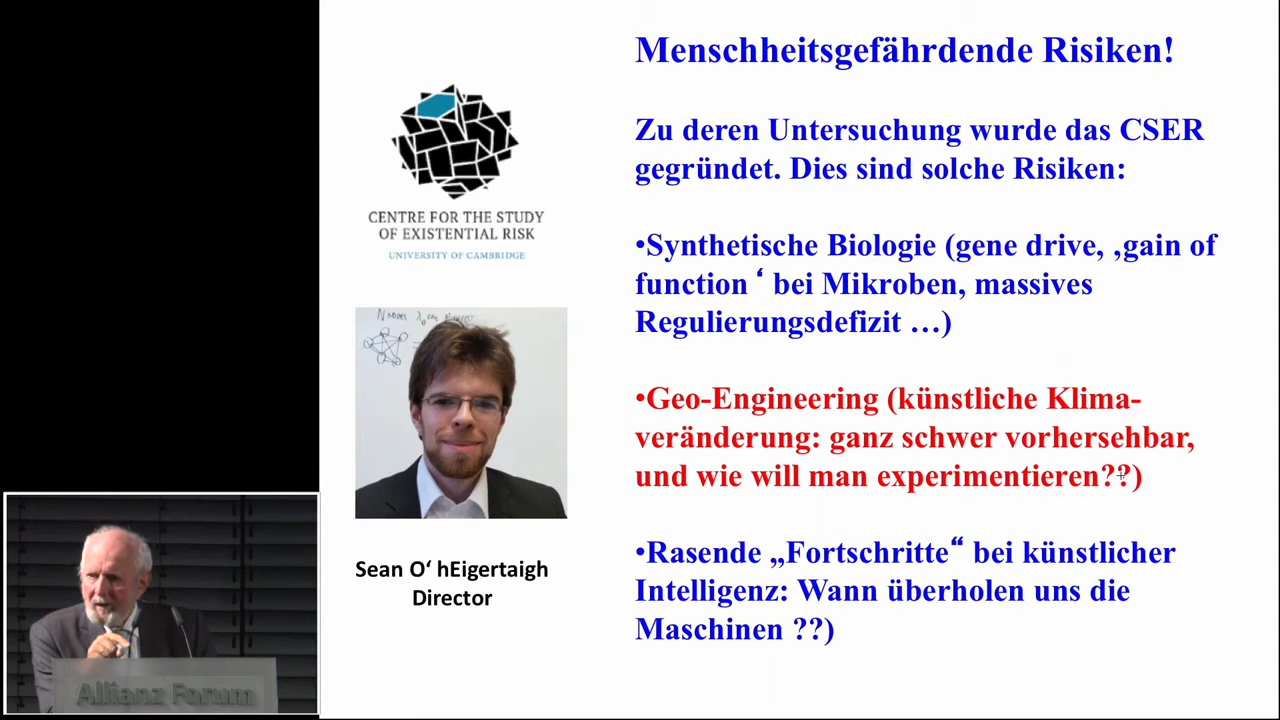 Menschheitsgefährdende Risiken!
Zu deren Untersuchung wurde das CSER
gegründet. Dies sind solche Risiken:
•Synthetische Biologie (gene drive, ‚gain of
function ‘ bei Mikroben, massives
Regulierungsdefizit …)
•Geo-Engineering (künstliche Klima-
veränderung: ganz schwer vorhersehbar,
und wie will man experimentieren??)
•Rasende „Fortschritte“ bei künstlicher
Intelligenz: Wann überholen uns die
Maschinen ??)
CENTRE FOR THE STUDY
OF EXISTENTIAL RISK
UNIVERSITY OF CAMBRIDGE
Sean O‘ hEigertaigh
Director
Allianz Forum